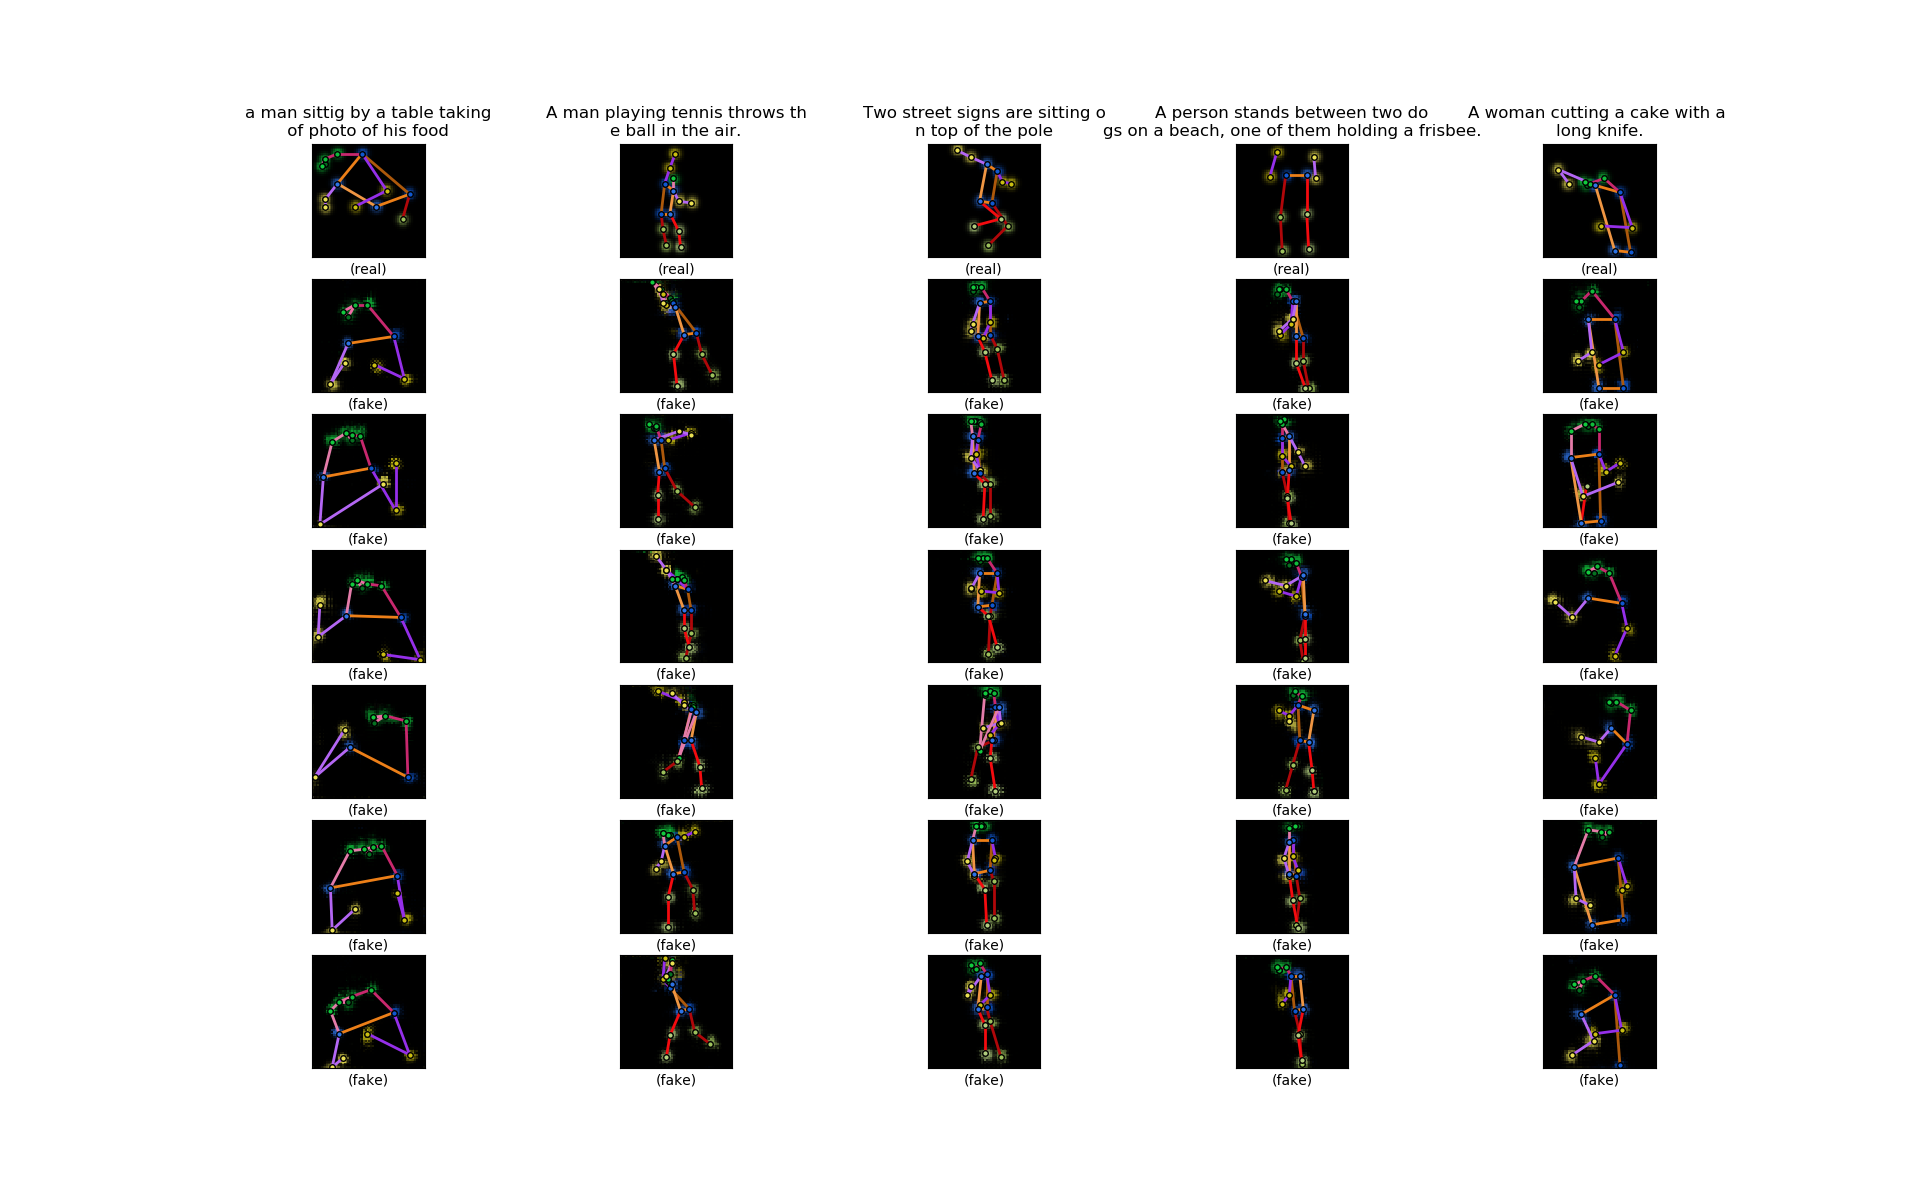 a man sittig by a table taking
of photo of his food
A man playing tennis throws th
e ball in the air.
Two street signs are sitting o
n top of the pole
A person stands between two do
gs on a beach, one of them holding a frisbee.
A woman cutting a cake with a
long knife.
(real) (real) (real) (real) (real)
(fake) (fake) (fake) (fake) (fake)
(fake) (fake) (fake) (fake) (fake)
(fake) (fake) (fake) (fake) (fake)
(fake) (fake) (fake) (fake) (fake)
(fake) (fake) (fake) (fake) (fake)
(fake) (fake) (fake) (fake) (fake)